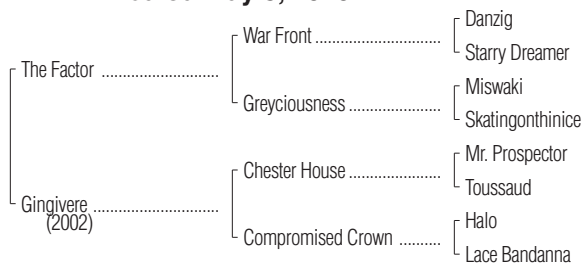 Danzig
War Front
Starry Dreamer
The Factor
Miswaki
Greyciousness
Skatingonthinice
Mr. Prospector
Chester House
Toussaud
Gingivere
(2002)
Halo
Compromised Crown
Lace Bandanna